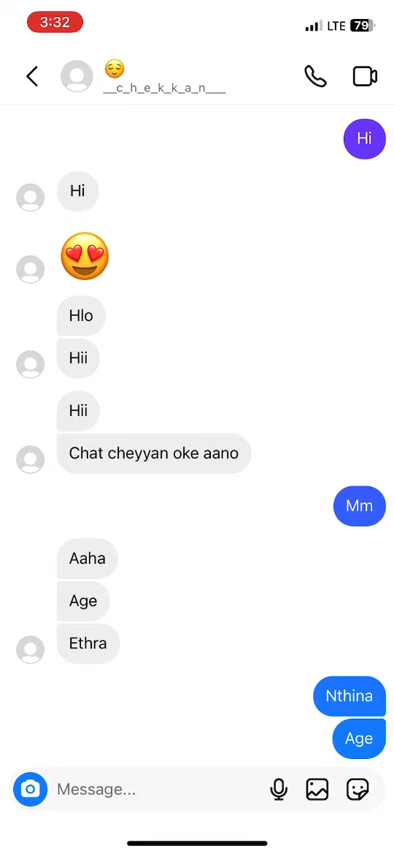 3:32
LTE 79
😌
__c_h_e_k_k_a_n___
Hi
Hi
😍
Hlo
Hii
Hii
Chat cheyyan oke aano
Mm
Aaha
Age
Ethra
Nthina
Age
Message...